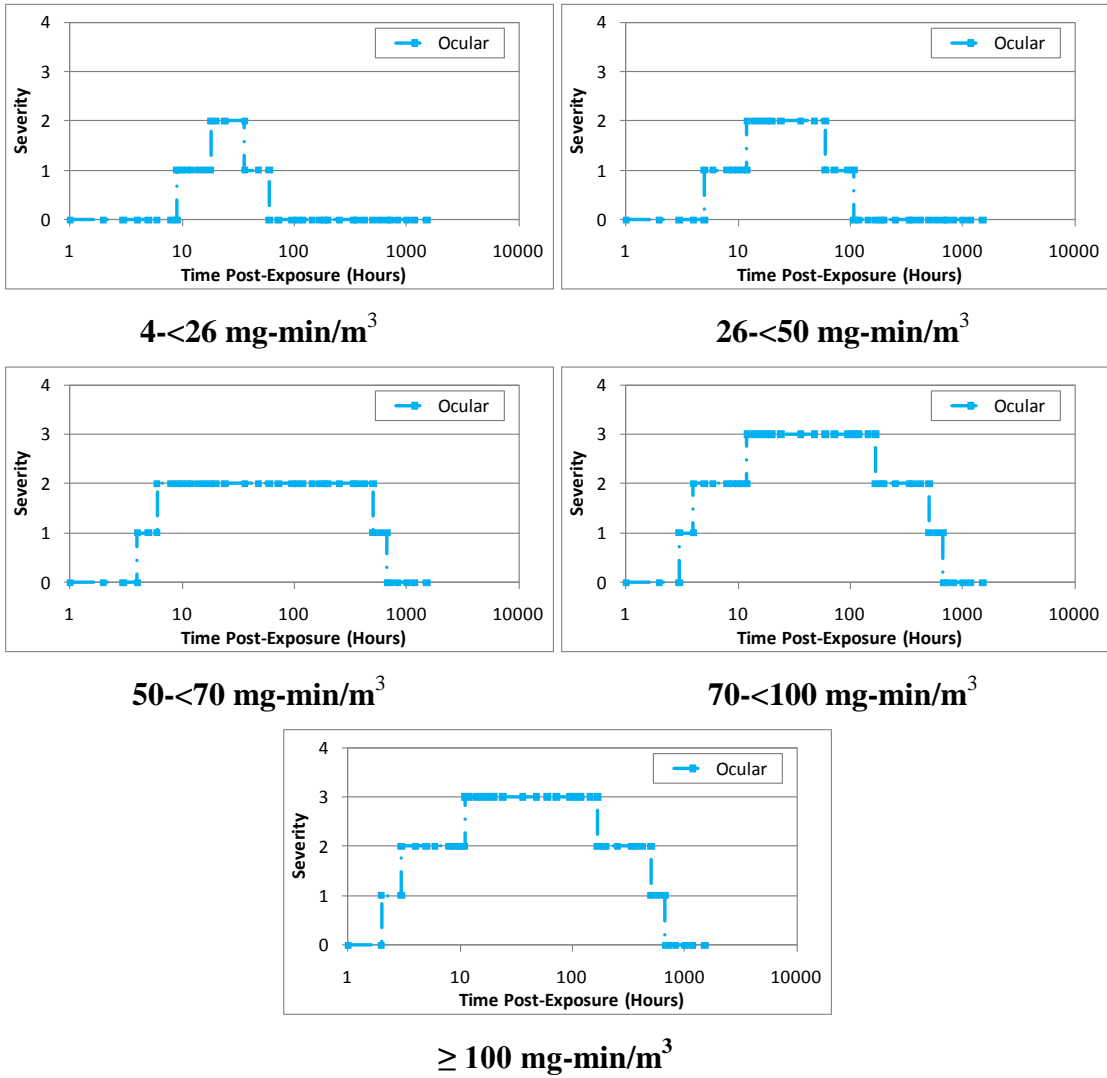 4
3
2
1
0
Severity
Ocular
1 10 100 1000 10000
Time Post-Exposure (Hours)
4-<26 mg-min/m³
4
3
2
1
0
Severity
Ocular
1 10 100 1000 10000
Time Post-Exposure (Hours)
26-<50 mg-min/m³
4
3
2
1
0
Severity
Ocular
1 10 100 1000 10000
Time Post-Exposure (Hours)
50-<70 mg-min/m³
4
3
2
1
0
Severity
Ocular
1 10 100 1000 10000
Time Post-Exposure (Hours)
70-<100 mg-min/m³
4
3
2
1
0
Severity
Ocular
1 10 100 1000 10000
Time Post-Exposure (Hours)
≥ 100 mg-min/m³